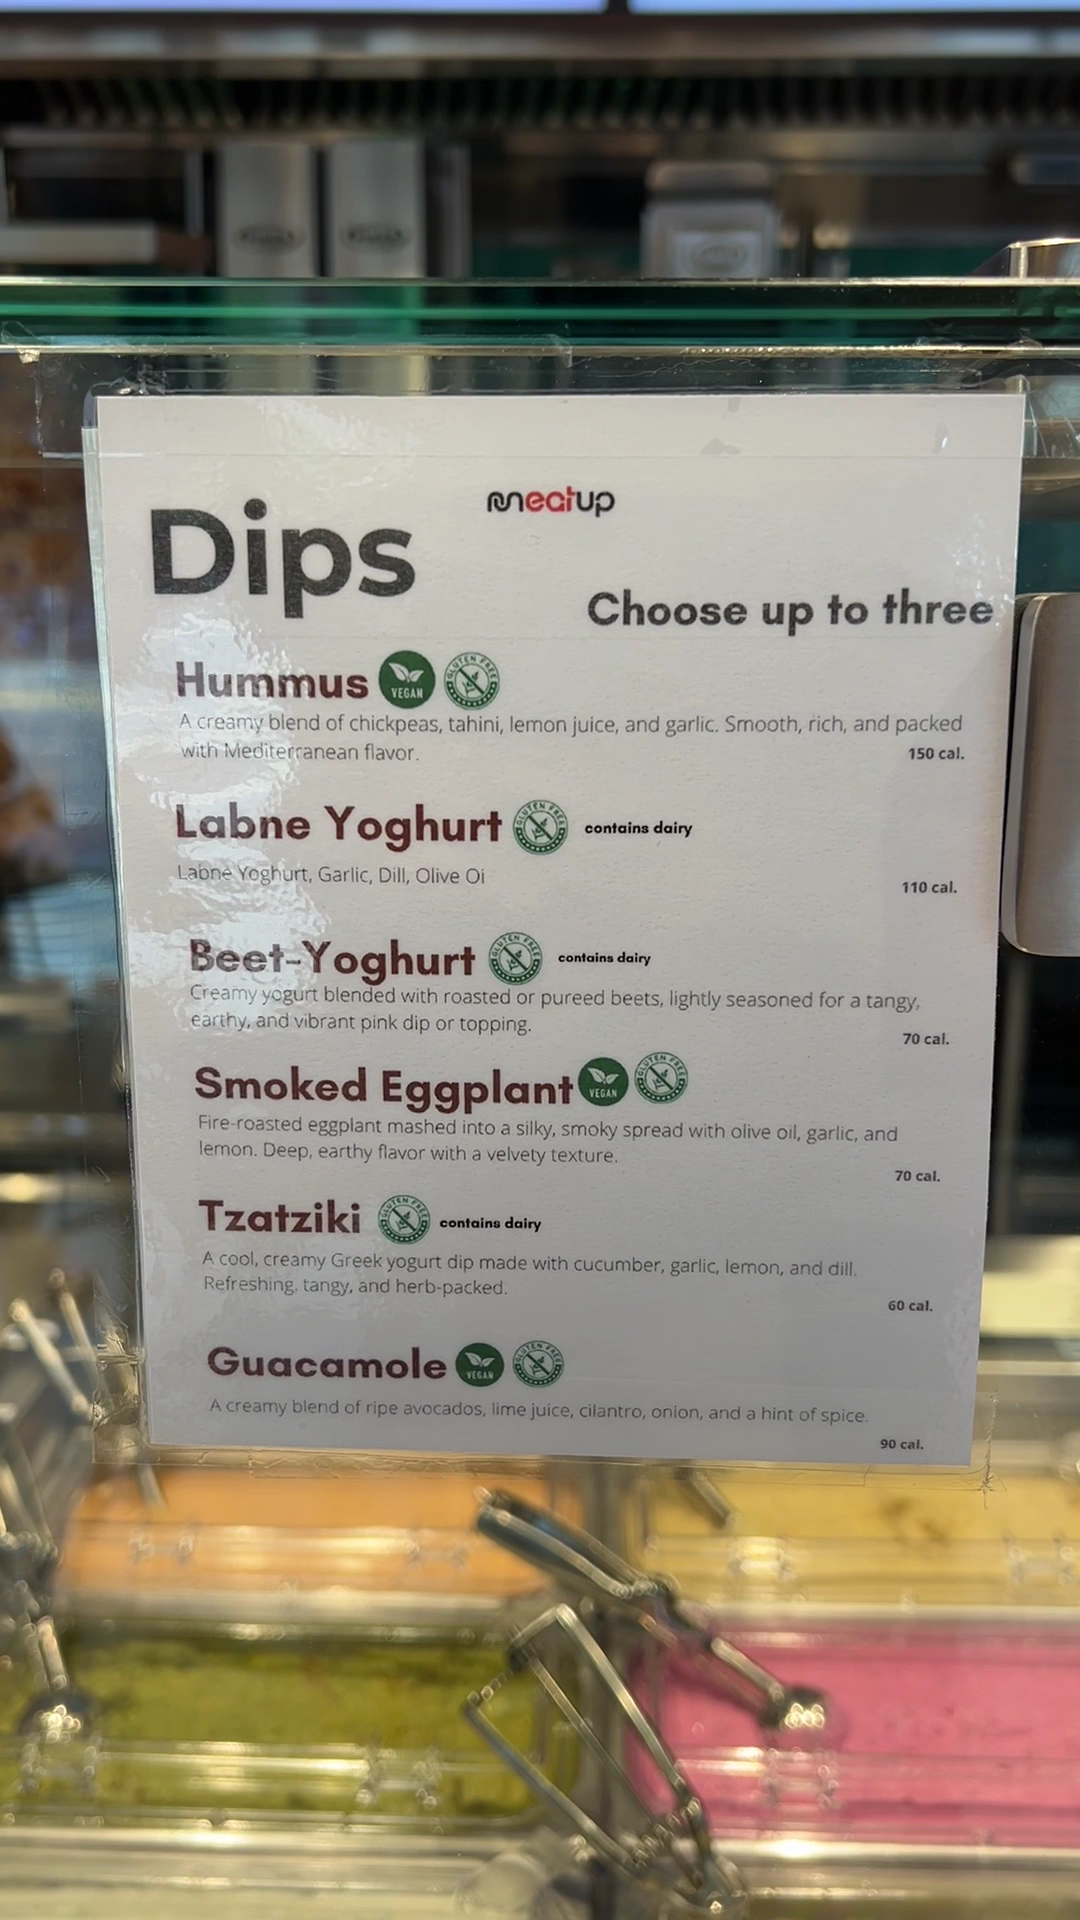 meatup
Dips
Choose up to three
Hummus VEGAN GLUTEN FREE
A creamy blend of chickpeas, tahini, lemon juice, and garlic. Smooth, rich, and packed
with Mediterranean flavor.
150 cal.
Labne Yoghurt GLUTEN FREE contains dairy
Labne Yoghurt, Garlic, Dill, Olive Oi
110 cal.
Beet-Yoghurt GLUTEN FREE contains dairy
Creamy yogurt blended with roasted or pureed beets, lightly seasoned for a tangy,
earthy, and vibrant pink dip or topping.
70 cal.
Smoked Eggplant VEGAN GLUTEN FREE
Fire-roasted eggplant mashed into a silky, smoky spread with olive oil, garlic, and
lemon. Deep, earthy flavor with a velvety texture.
70 cal.
Tzatziki GLUTEN FREE contains dairy
A cool, creamy Greek yogurt dip made with cucumber, garlic, lemon, and dill.
Refreshing, tangy, and herb-packed.
60 cal.
Guacamole VEGAN GLUTEN FREE
A creamy blend of ripe avocados, lime juice, cilantro, onion, and a hint of spice.
90 cal.